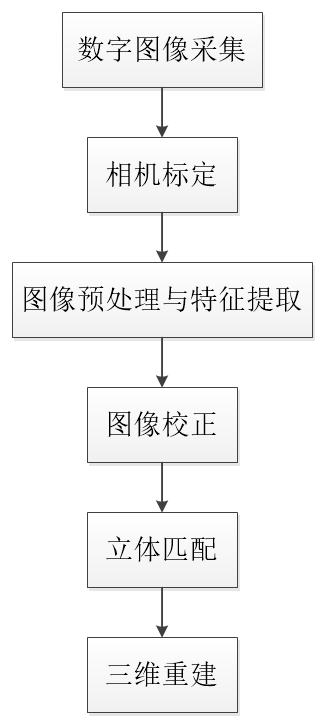 数字图像采集
相机标定
图像预处理与特征提取
图像校正
立体匹配
三维重建